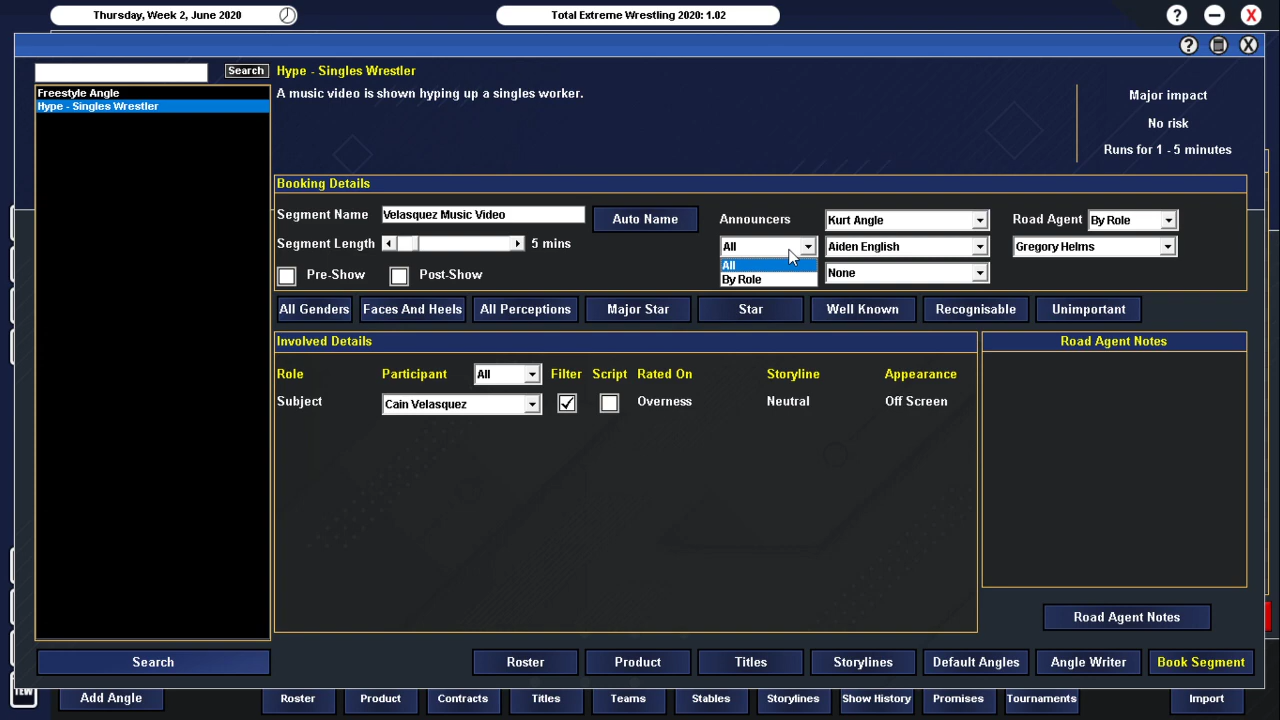 Thursday, Week 2, June 2020
Total Extreme Wrestling 2020: 1.02
? X
? X
Search
Hype - Singles Wrestler
Freestyle Angle
Hype - Singles Wrestler
A music video is shown hyping up a singles worker.
Major impact
No risk
Runs for 1 - 5 minutes
Booking Details
Segment Name Velasquez Music Video Auto Name Announcers Kurt Angle Road Agent By Role
Segment Length 5 mins All Aiden English Gregory Helms
All
Pre-Show Post-Show By Role None
All Genders Faces And Heels All Perceptions Major Star Star Well Known Recognisable Unimportant
Involved Details Road Agent Notes
Role Participant All Filter Script Rated On Storyline Appearance
Subject Cain Velasquez Overness Neutral Off Screen
Road Agent Notes
Search Roster Product Titles Storylines Default Angles Angle Writer Book Segment
TEW Add Angle Roster Product Contracts Titles Teams Stables Storylines Show History Promises Tournaments Import